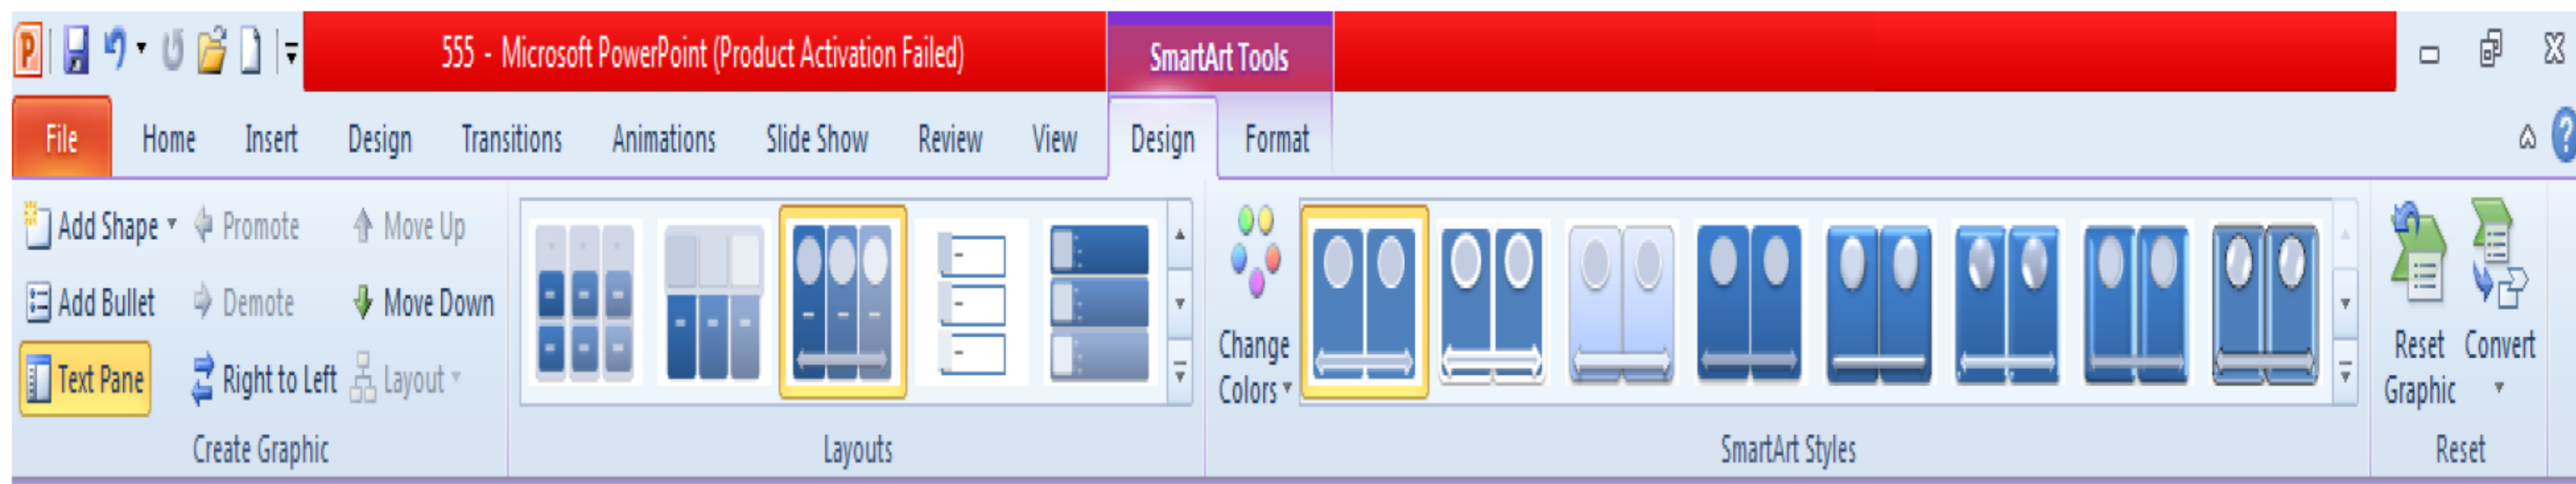 555 - Microsoft PowerPoint (Product Activation Failed) SmartArt Tools
File Home Insert Design Transitions Animations Slide Show Review View Design Format
Add Shape Promote Move Up
Add Bullet Demote Move Down
Text Pane Right to Left Layout
Create Graphic
Layouts
Change
Colors
SmartArt Styles
Reset
Graphic
Convert
Reset